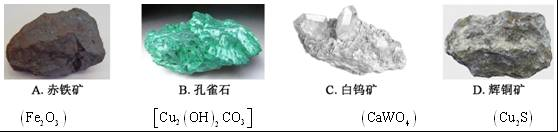 A. 赤铁矿 B. 孔雀石 C. 白钨矿 D. 辉铜矿
(Fe₂O₃) [Cu₂(OH)₂CO₃] (CaWO₄) (Cu₂S)